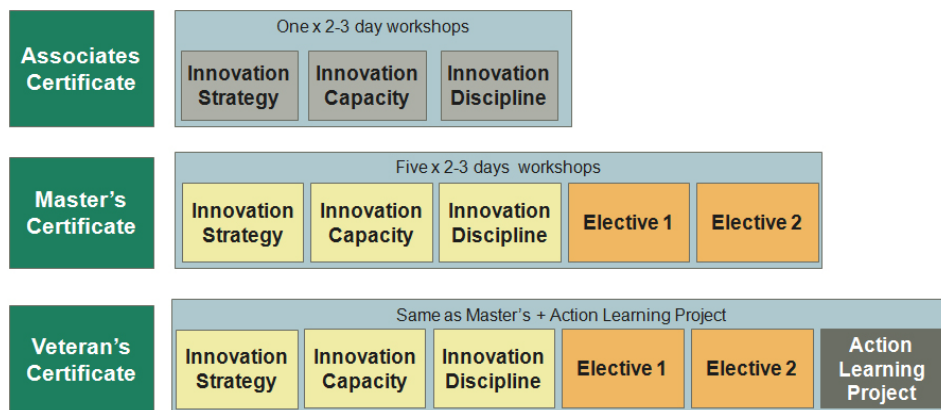 Associates
Certificate
One x 2-3 day workshops
Innovation
Strategy
Innovation
Capacity
Innovation
Discipline
Master's
Certificate
Five x 2-3 days workshops
Innovation
Strategy
Innovation
Capacity
Innovation
Discipline
Elective 1
Elective 2
Veteran's
Certificate
Same as Master's + Action Learning Project
Innovation
Strategy
Innovation
Capacity
Innovation
Discipline
Elective 1
Elective 2
Action
Learning
Project